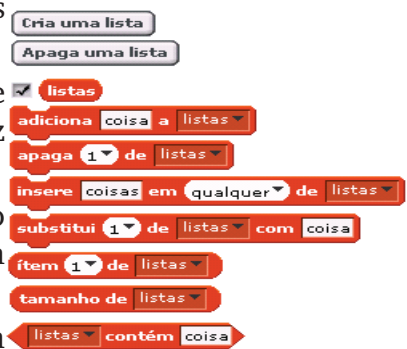 s
Cria uma lista
Apaga uma lista
e listas
adiciona coisa a listas
z
apaga 1 de listas
insere coisas em qualquer de listas
o
substitui 1 de listas com coisa
a
ítem 1 de listas
tamanho de listas
a listas contém coisa